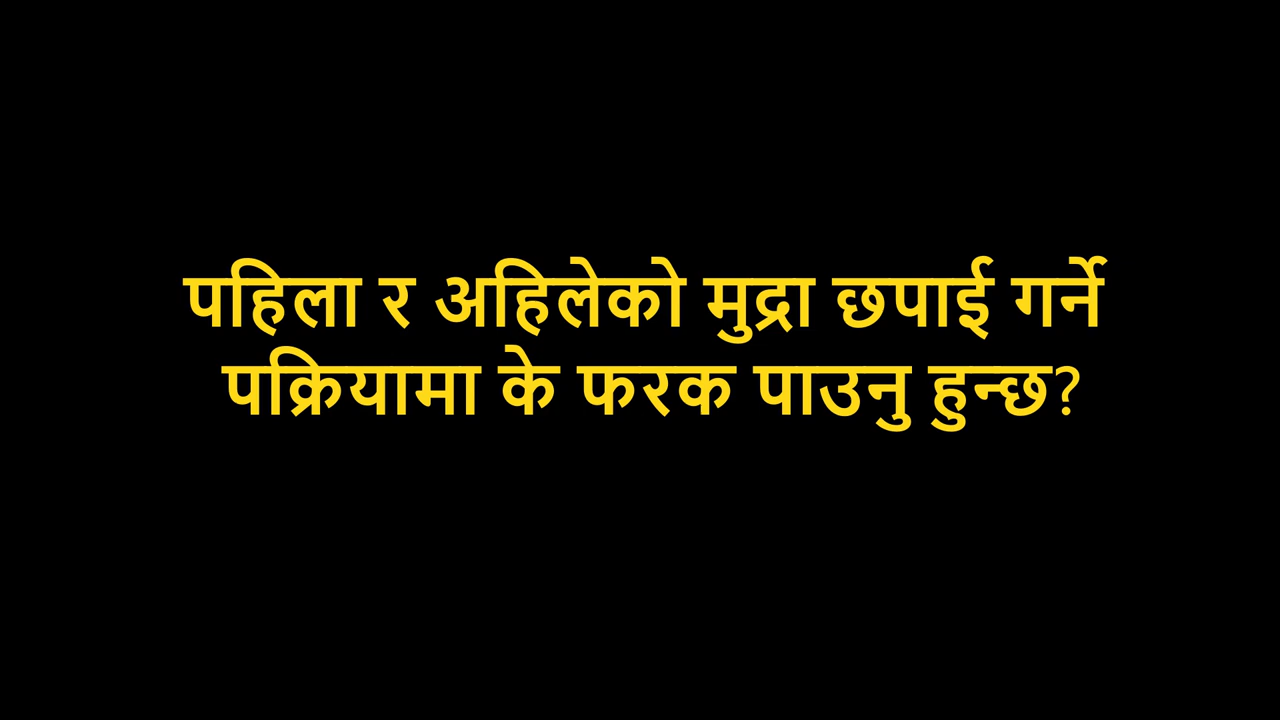 पहिला र अहिलेको मुद्रा छपाई गर्ने
पक्रियामा के फरक पाउनु हुन्छ?